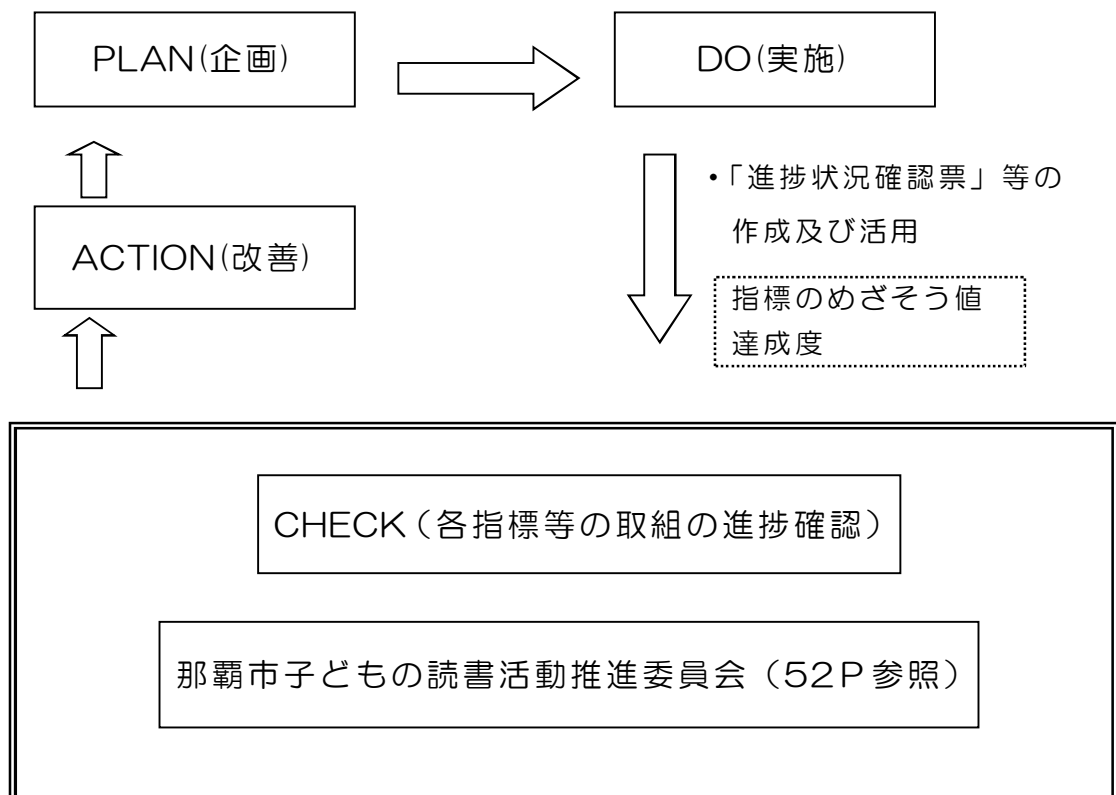 PLAN(企画)
DO(実施)
・「進捗状況確認票」等の
作成及び活用
ACTION(改善)
指標のめざそう値
達成度
CHECK（各指標等の取組の進捗確認）
那覇市子どもの読書活動推進委員会（52P参照）